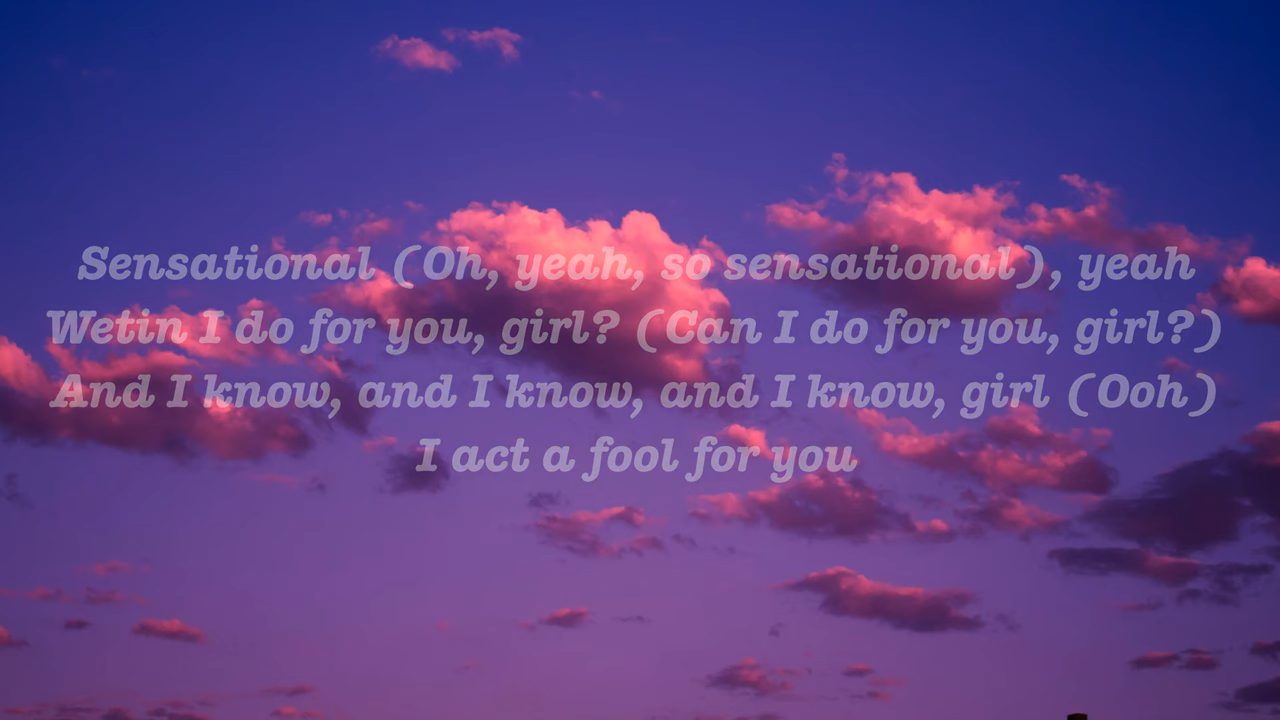 Sensational (Oh, yeah, so sensational), yeah
Wetin I do for you, girl? (Can I do for you, girl?)
And I know, and I know, and I know, girl (Ooh)
I act a fool for you